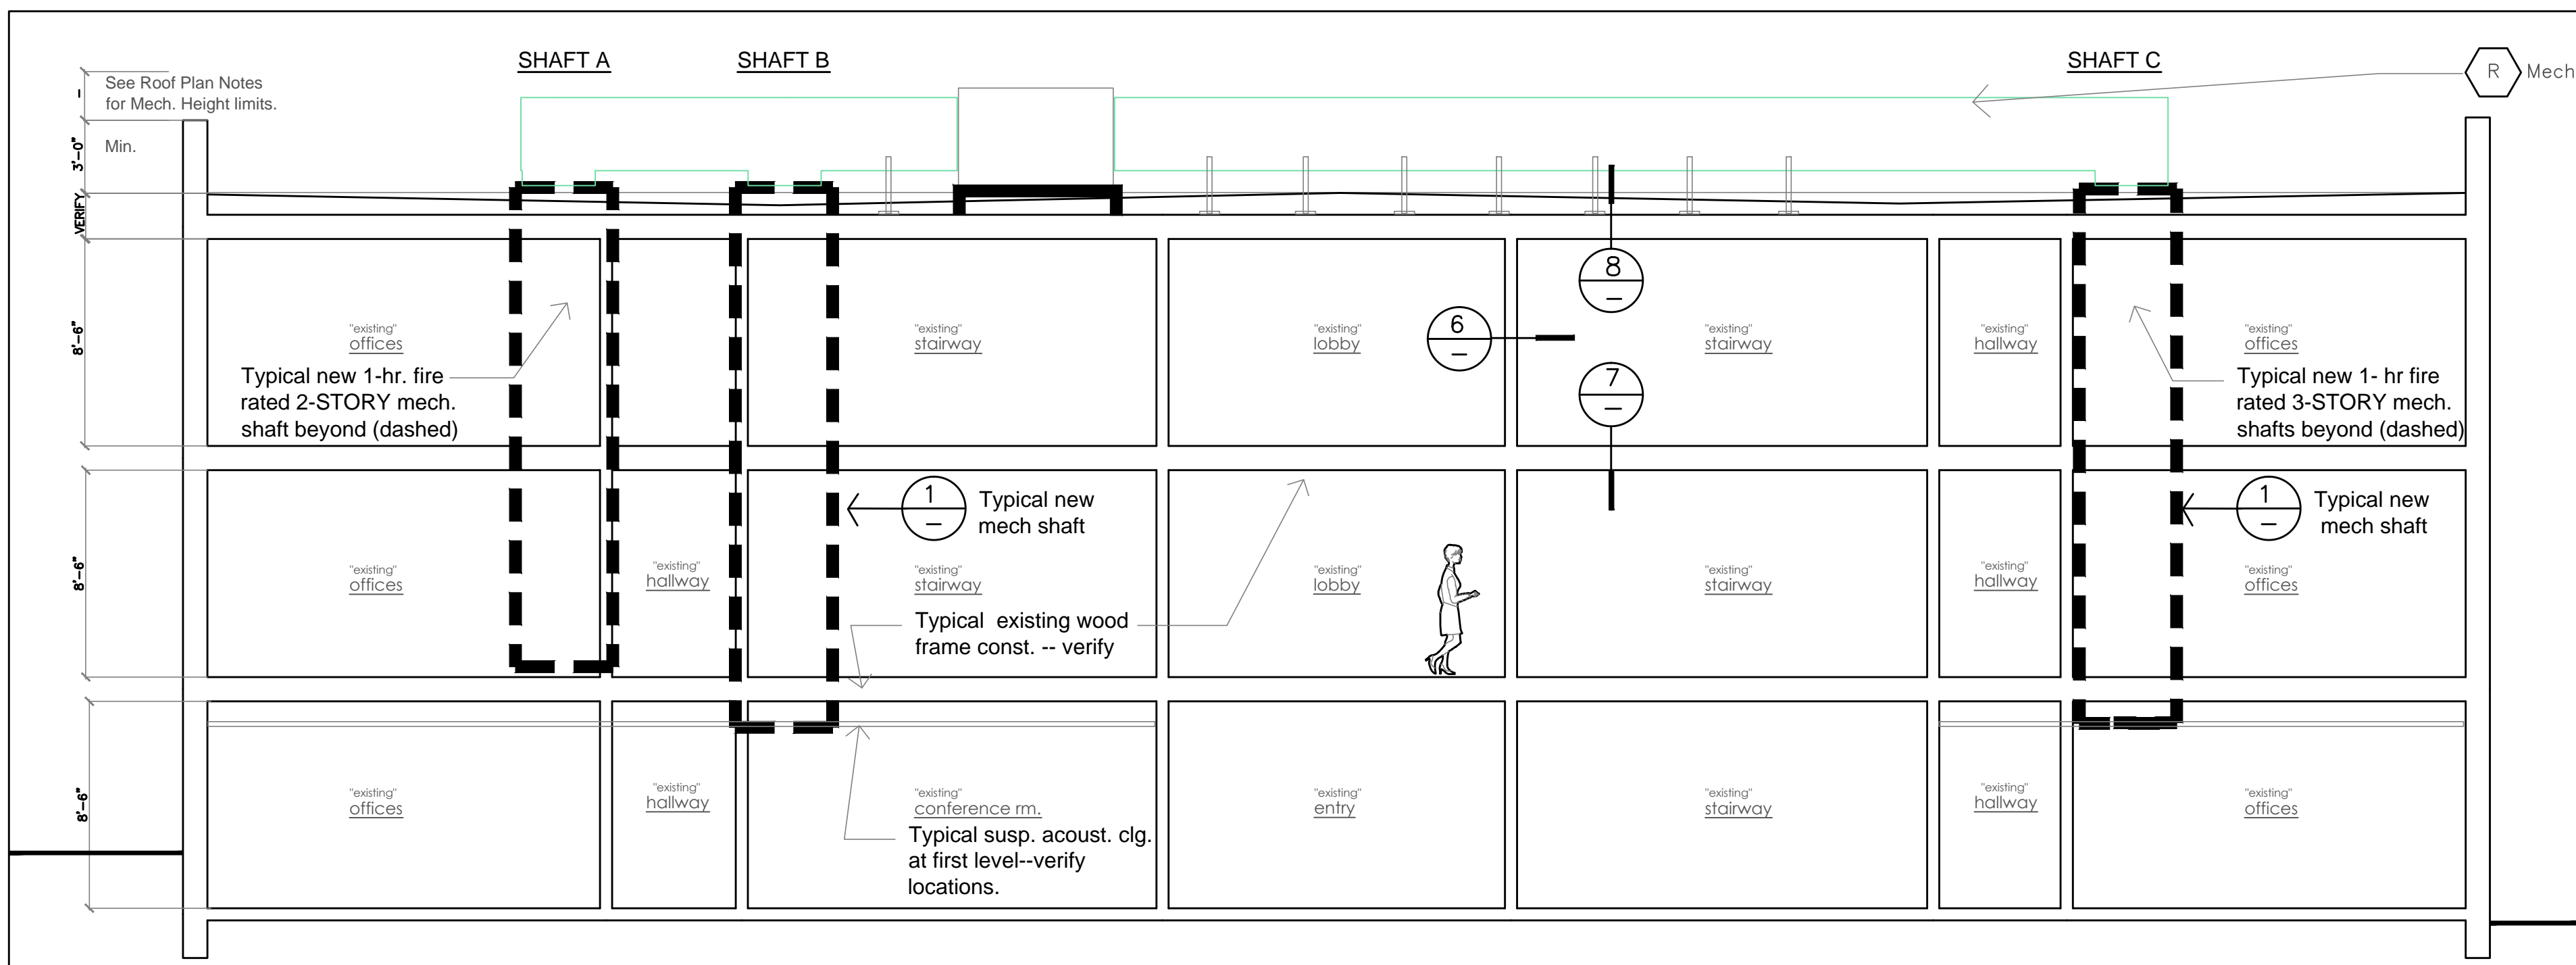 SHAFT A
SHAFT B
SHAFT C
See Roof Plan Notes
for Mech. Height limits.
R
Mech
–
3'–0"
Min.
VERIFY
8'–6"
8'–6"
8'–6"
"existing"
offices
"existing"
stairway
"existing"
lobby
"existing"
stairway
"existing"
hallway
"existing"
offices
8
–
6
–
7
–
Typical new 1-hr. fire
rated 2-STORY mech.
shaft beyond (dashed)
Typical new 1- hr fire
rated 3-STORY mech.
shafts beyond (dashed)
1
–
Typical new
mech shaft
1
–
Typical new
mech shaft
"existing"
offices
"existing"
hallway
"existing"
stairway
"existing"
lobby
"existing"
stairway
"existing"
hallway
"existing"
offices
Typical existing wood
frame const. -- verify
"existing"
offices
"existing"
hallway
"existing"
conference rm.
"existing"
entry
"existing"
stairway
"existing"
hallway
"existing"
offices
Typical susp. acoust. clg.
at first level--verify
locations.